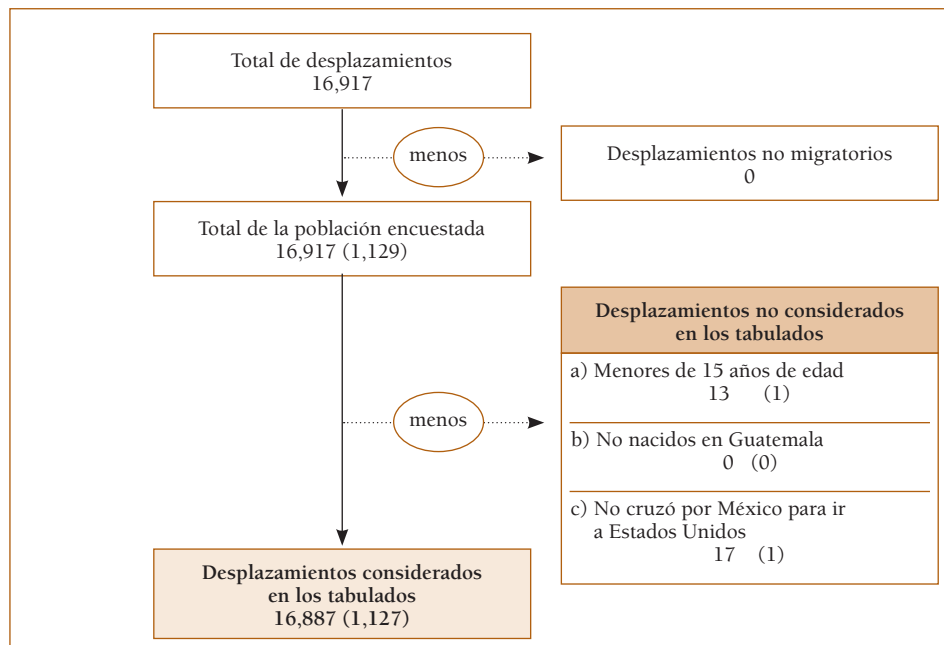 Total de desplazamientos
16,917
menos
Desplazamientos no migratorios
0
Total de la población encuestada
16,917 (1,129)
Desplazamientos no considerados
en los tabulados
a) Menores de 15 años de edad
13 (1)
menos
b) No nacidos en Guatemala
0 (0)
c) No cruzó por México para ir
a Estados Unidos
17 (1)
Desplazamientos considerados
en los tabulados
16,887 (1,127)